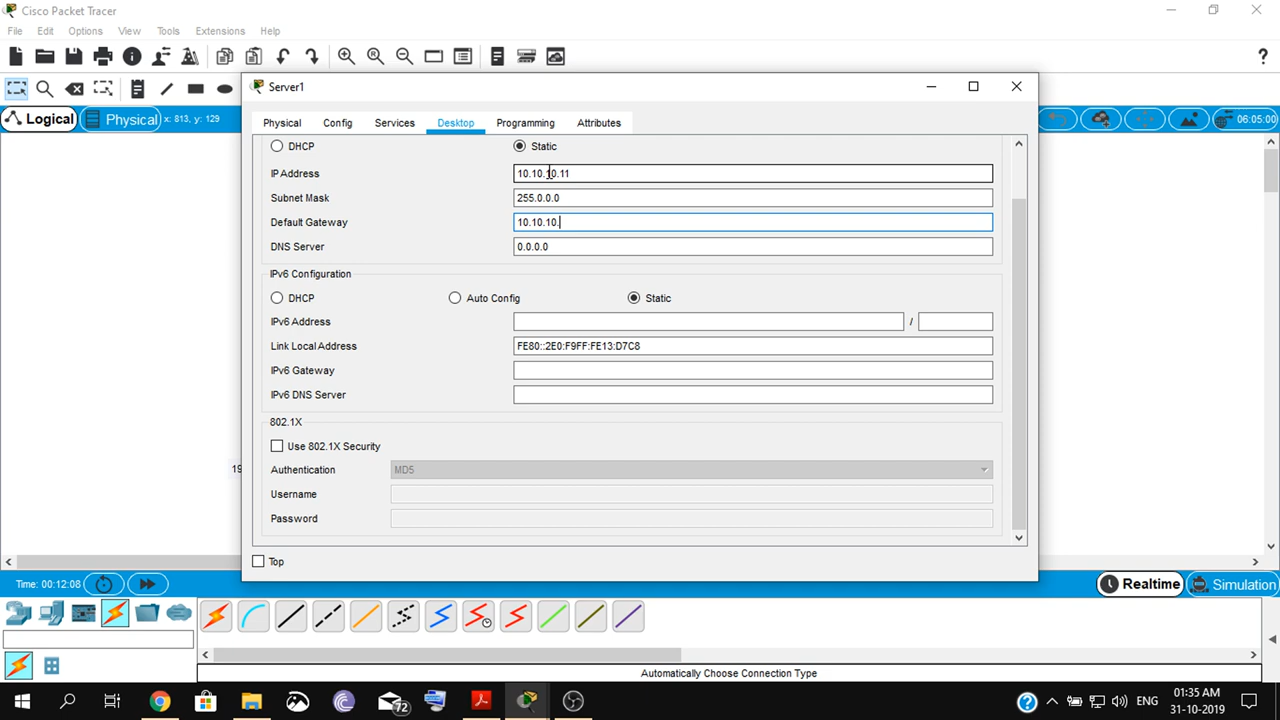 Cisco Packet Tracer
File Edit Options View Tools Extensions Help
?
Server1
Logical Physical x: 813, y: 129 06:05:00
Physical Config Services Desktop Programming Attributes
DHCP Static
IP Address 10.10.10.11
Subnet Mask 255.0.0.0
Default Gateway 10.10.10.
DNS Server 0.0.0.0
IPv6 Configuration
DHCP Auto Config Static
IPv6 Address /
Link Local Address FE80::2E0:F9FF:FE13:D7C8
IPv6 Gateway
IPv6 DNS Server
802.1X
Use 802.1X Security
19
Authentication MD5
Username
Password
Top
Time: 00:12:08 Realtime Simulation
Automatically Choose Connection Type
72 ? ENG 01:35 AM
31-10-2019